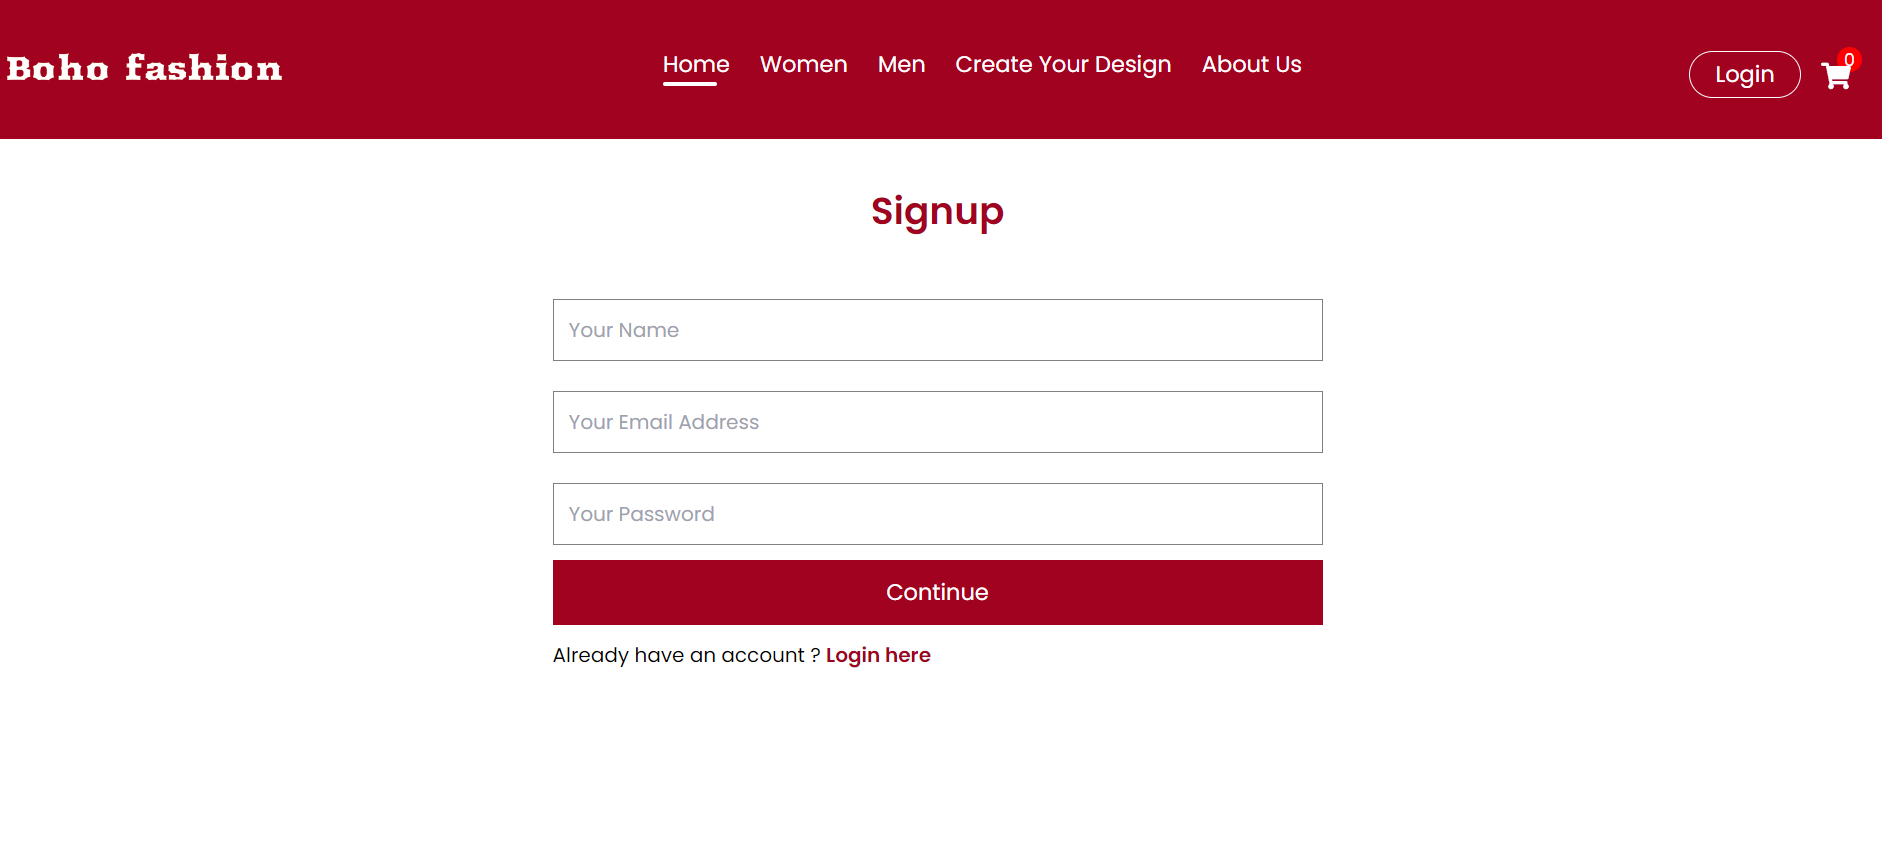 Boho fashion
Home Women Men Create Your Design About Us
Login 0
Signup
Your Name
Your Email Address
Your Password
Continue
Already have an account ? Login here